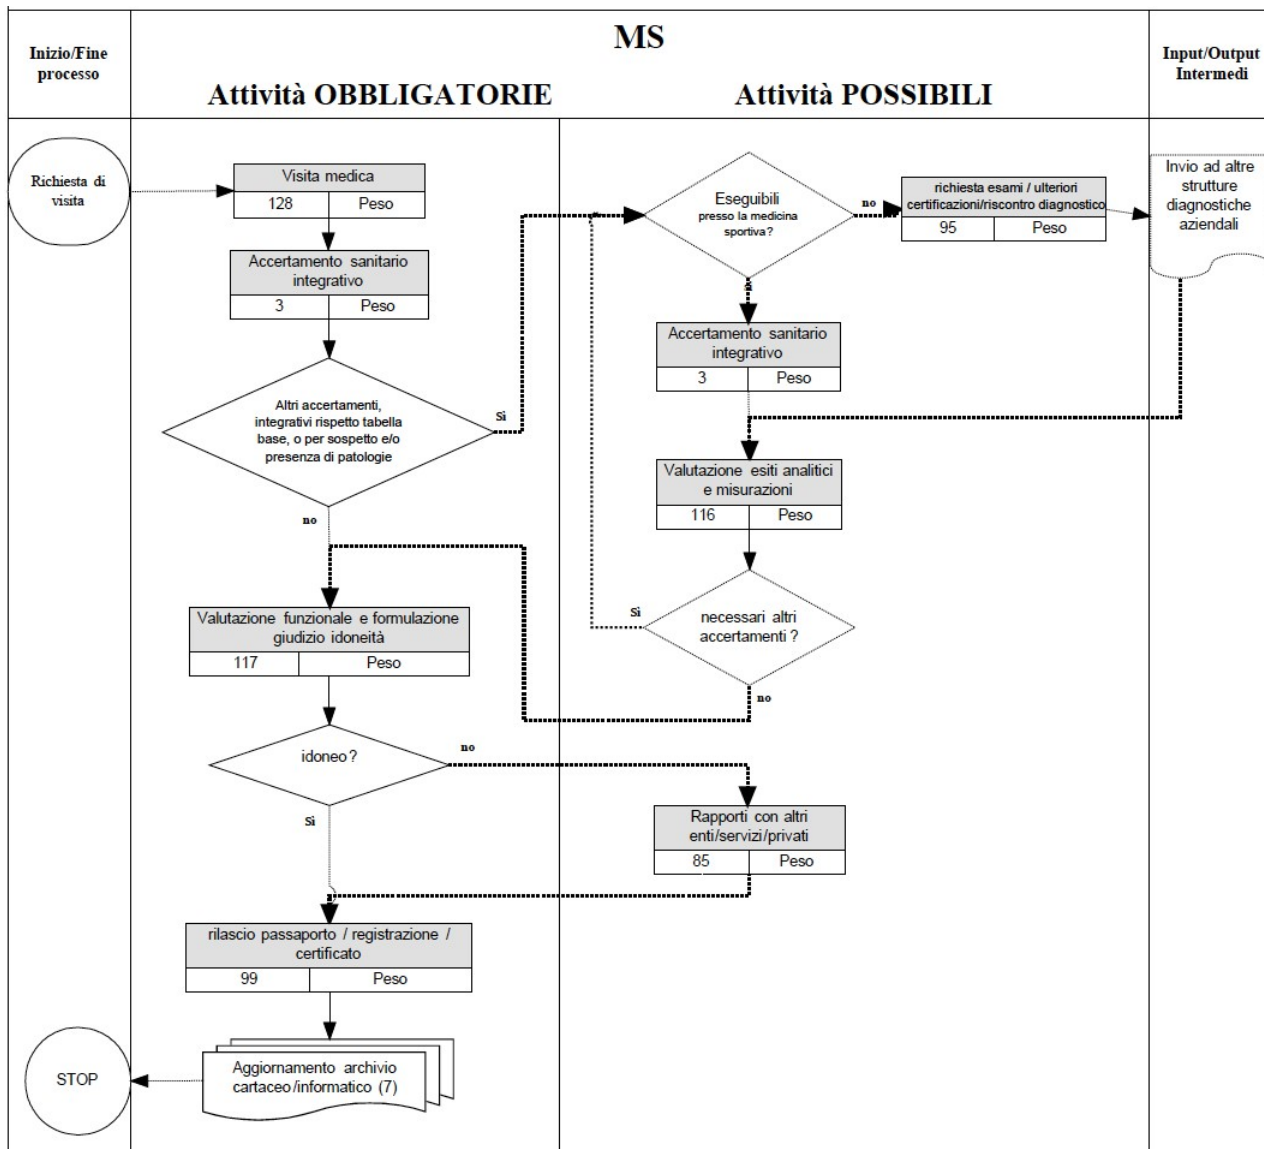 MS
Inizio/Fine
processo
Attività OBBLIGATORIE
Attività POSSIBILI
Input/Output
Intermedi
Richiesta di
visita
Visita medica
128 Peso
Accertamento sanitario
integrativo
3 Peso
Altri accertamenti,
integrativi rispetto tabella
base, o per sospetto e/o
presenza di patologie
Sì
no
Eseguibili
presso la medicina
sportiva?
no
richiesta esami / ulteriori
certificazioni/riscontro diagnostico
95 Peso
Invio ad altre
strutture
diagnostiche
aziendali
Accertamento sanitario
integrativo
3 Peso
Valutazione esiti analitici
e misurazioni
116 Peso
necessari altri
accertamenti ?
Sì
no
Valutazione funzionale e formulazione
giudizio idoneità
117 Peso
idoneo ?
no
Sì
Rapporti con altri
enti/servizi/privati
85 Peso
rilascio passaporto / registrazione /
certificato
99 Peso
Aggiornamento archivio
cartaceo/informatico (7)
STOP